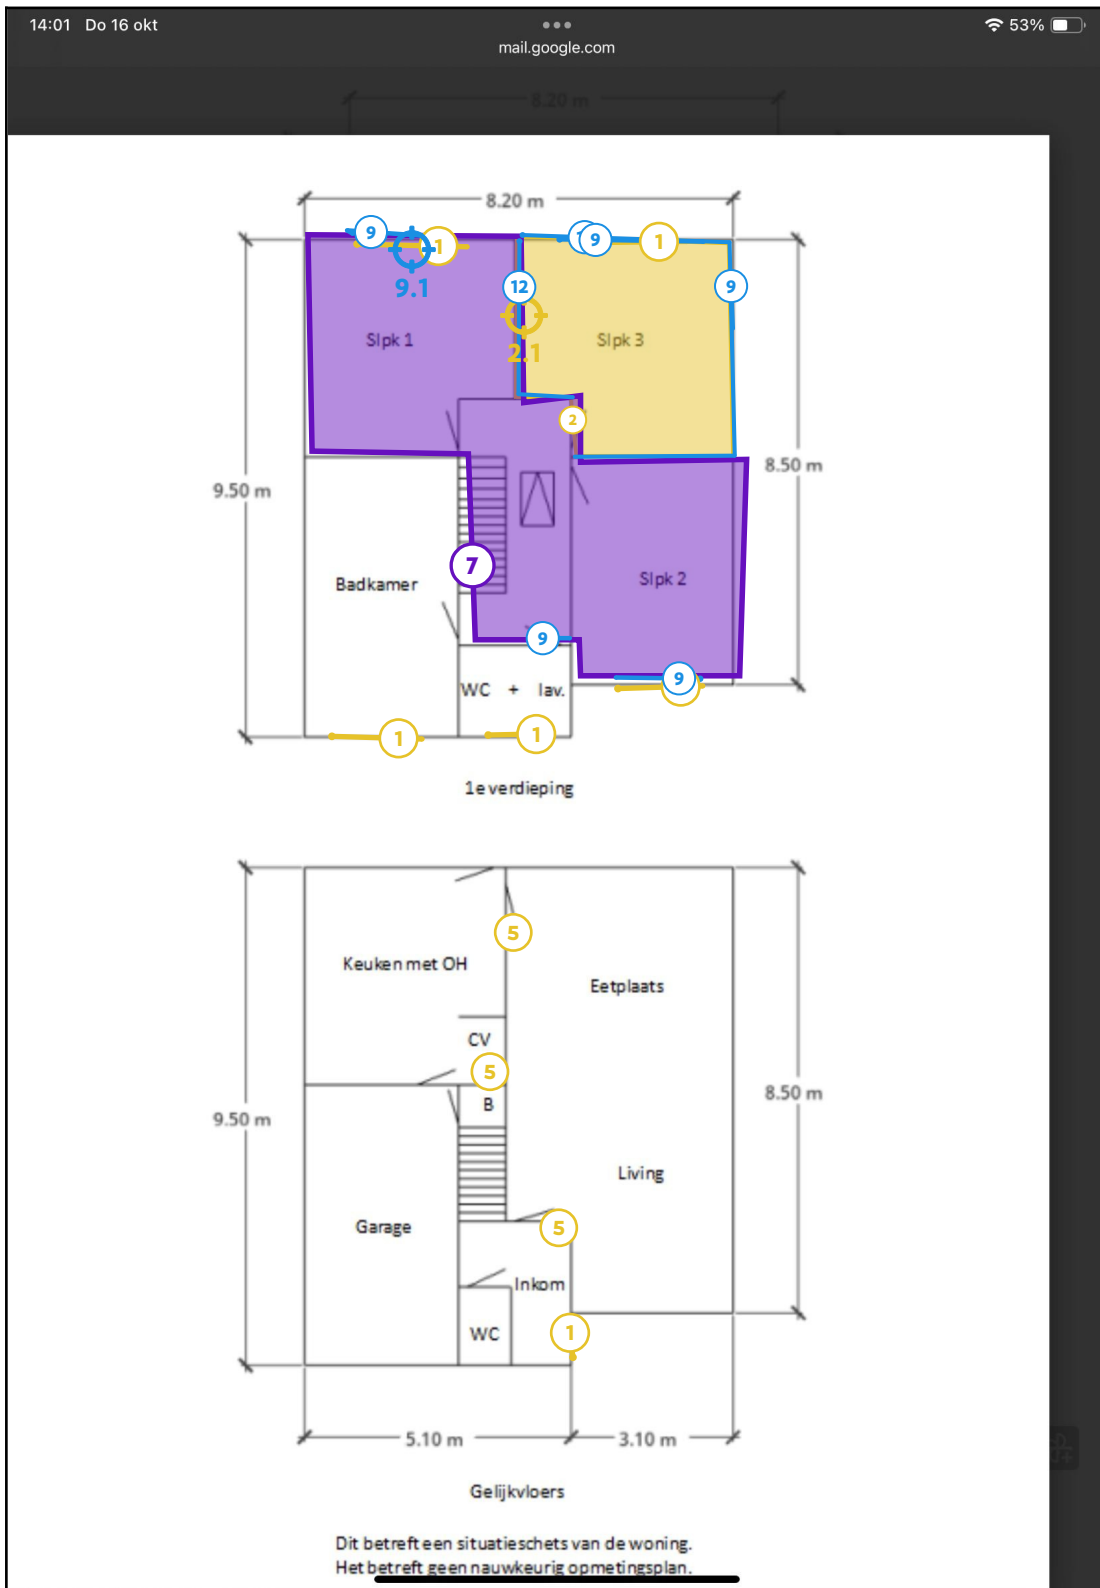 14:01 Do 16 okt
53%
mail.google.com
8.20 m
8.20 m
9
1
9
1
9.1
12
9
2.1
Slpk 1
Slpk 3
2
8.50 m
9.50 m
7
Slpk 2
Badkamer
9
9
WC + lav.
1
1
1e verdieping
5
Keuken met OH
Eetplaats
CV
5
B
8.50 m
9.50 m
Living
5
Garage
Inkom
WC
1
5.10 m
3.10 m
Gelijkvloers
Dit betreft een situatieschets van de woning.
Het betreft geen nauwkeurig opmetingsplan.